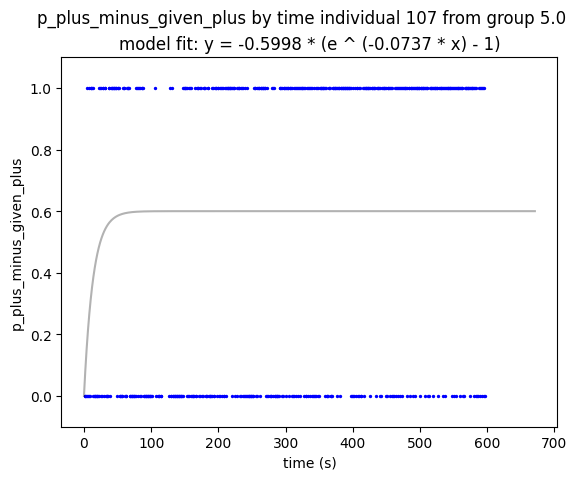 p_plus_minus_given_plus by time individual 107 from group 5.0
model fit: y = -0.5998 * (e ^ (-0.0737 * x) - 1)
1.0
0.8
0.6
0.4
0.2
0.0
p_plus_minus_given_plus
0 100 200 300 400 500 600 700
time (s)